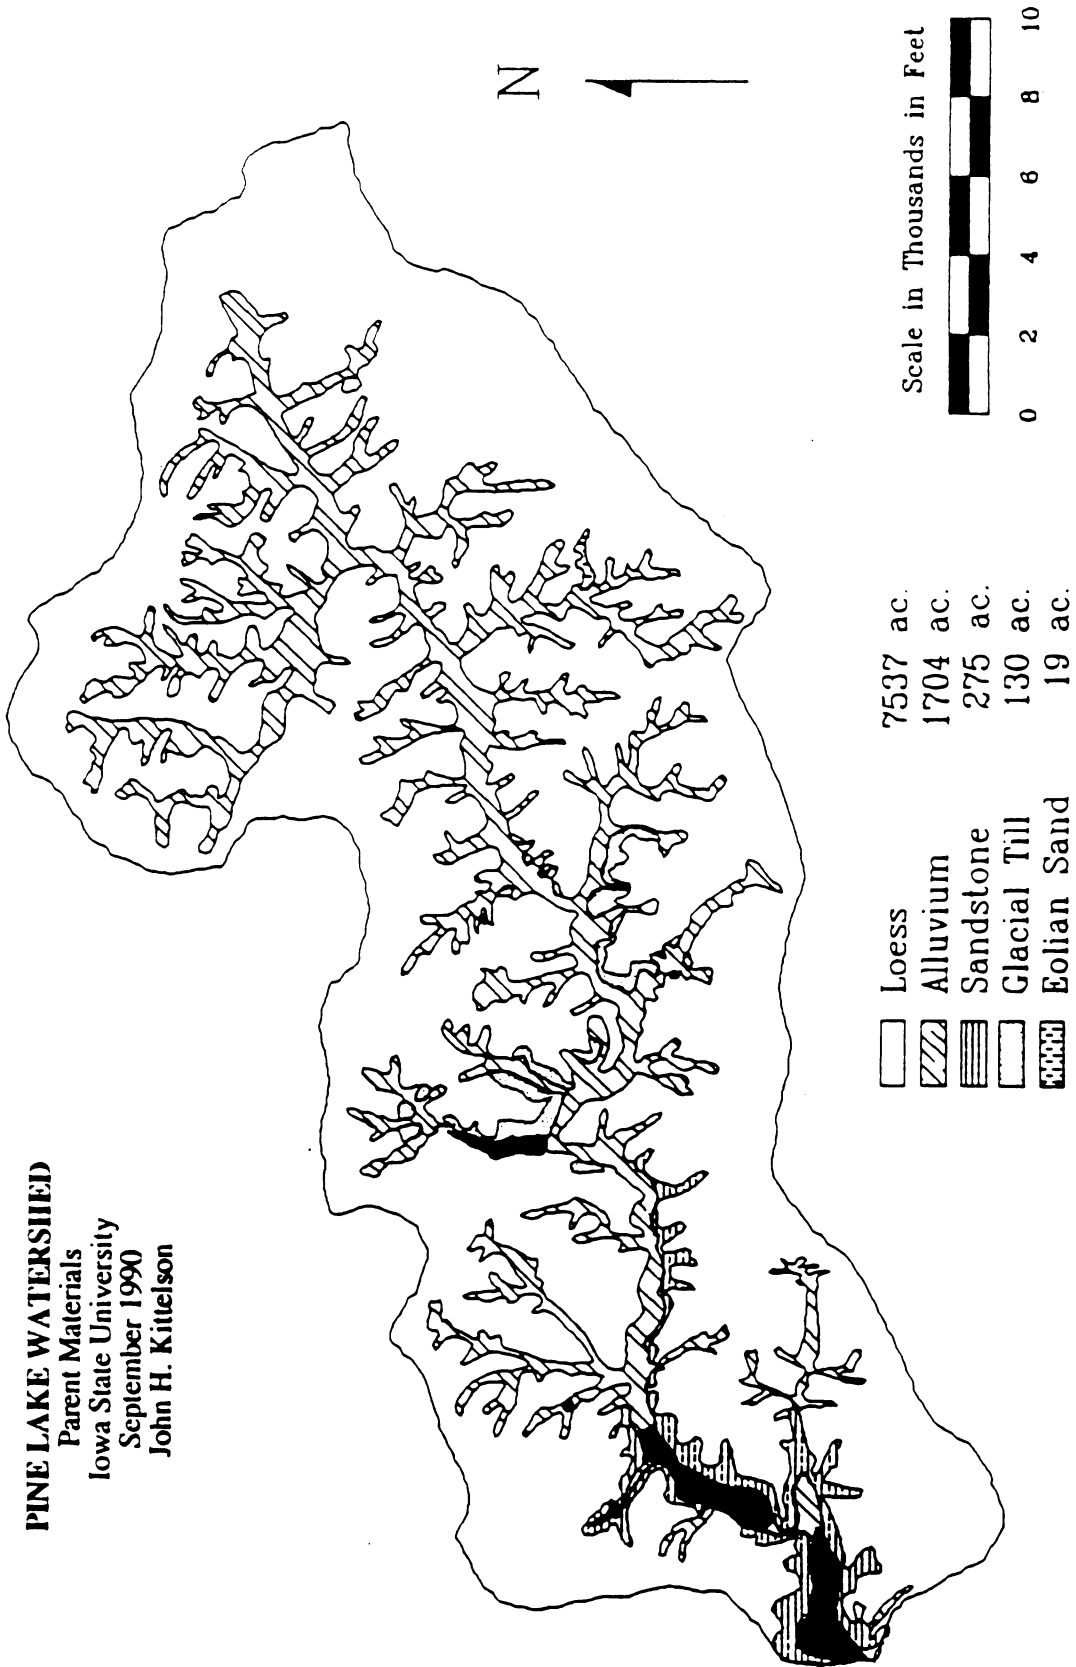 PINE LAKE WATERSHED
Parent Materials
Iowa State University
September 1990
John H. Kittelson
N
Loess 7537 ac.
Alluvium 1704 ac.
Sandstone 275 ac.
Glacial Till 130 ac.
Eolian Sand 19 ac.
Scale in Thousands in Feet
0 2 4 6 8 10